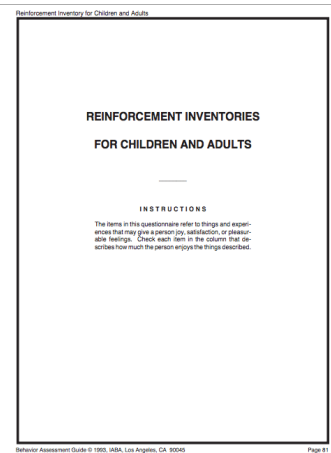 Reinforcement Inventory for Children and Adults
REINFORCEMENT INVENTORIES
FOR CHILDREN AND ADULTS
INSTRUCTIONS
The items in this questionnaire refer to things and experi-
ences that may give a person joy, satisfaction, or pleasur-
able feelings. Check each item in the column that de-
scribes how much the person enjoys the things described.
Behavior Assessment Guide © 1993, IABA, Los Angeles, CA 90045 Page 81